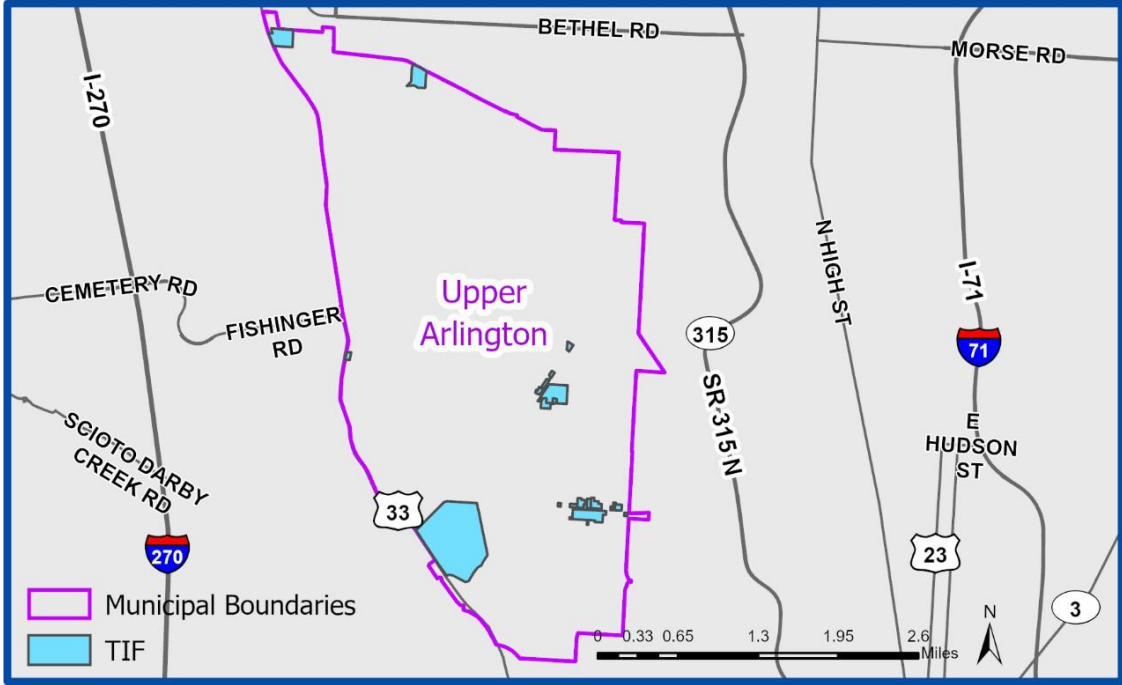 BETHEL RD
MORSE RD
I-270
CEMETERY RD
FISHINGER
RD
Upper
Arlington
N HIGH ST
I-71
315
71
SR 315 N
SCIOTO DARBY
CREEK RD
E
HUDSON
ST
33
270
23
3
Municipal Boundaries
TIF
0 0.33 0.65 1.3 1.95 2.6
Miles
N